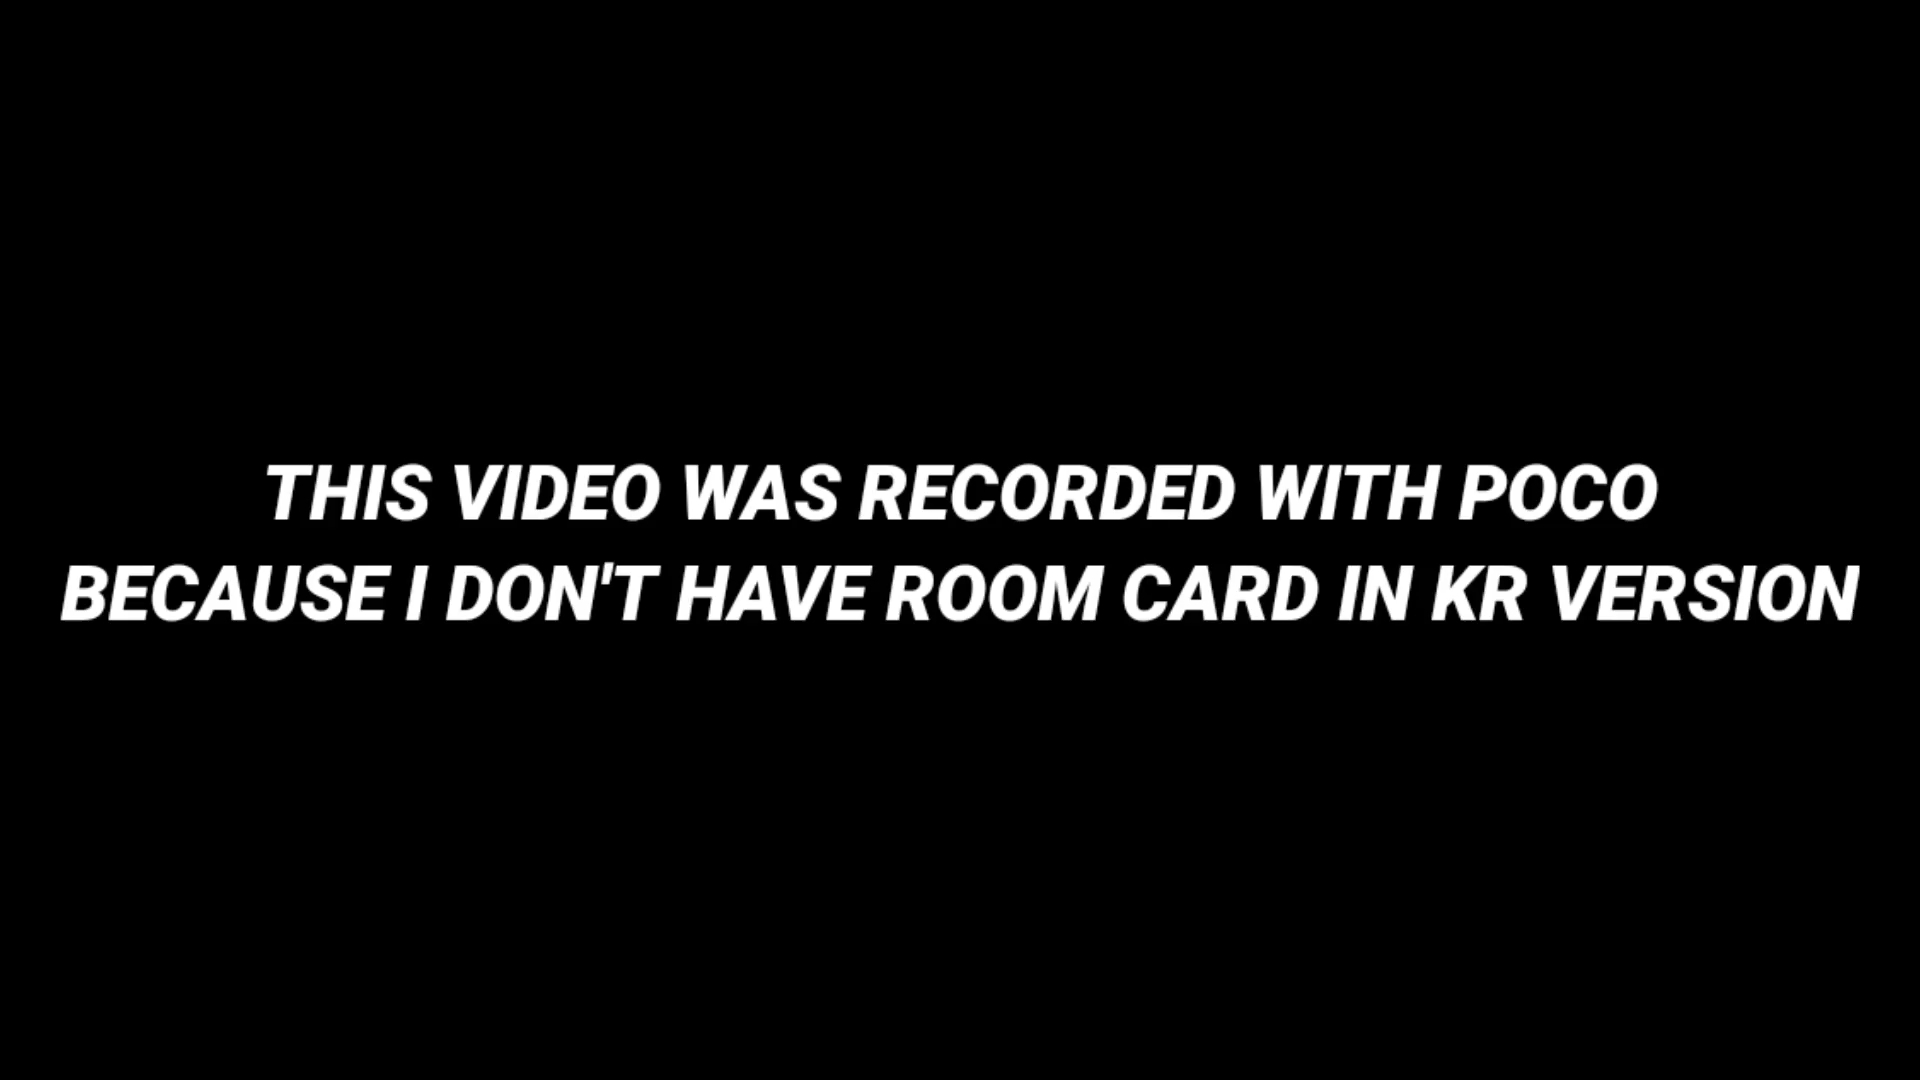 THIS VIDEO WAS RECORDED WITH POCO
BECAUSE I DON'T HAVE ROOM CARD IN KR VERSION